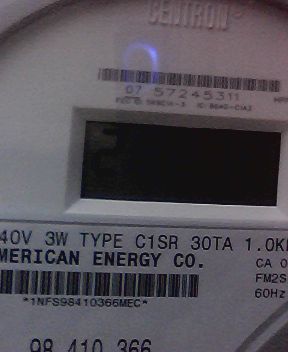 CENTRON®
07 57245311
40V 3W TYPE C1SR 30TA 1.0K
MERICAN ENERGY CO.
CA 0
FM2S
60Hz
*1NFS98410366MEC*
98 410 366